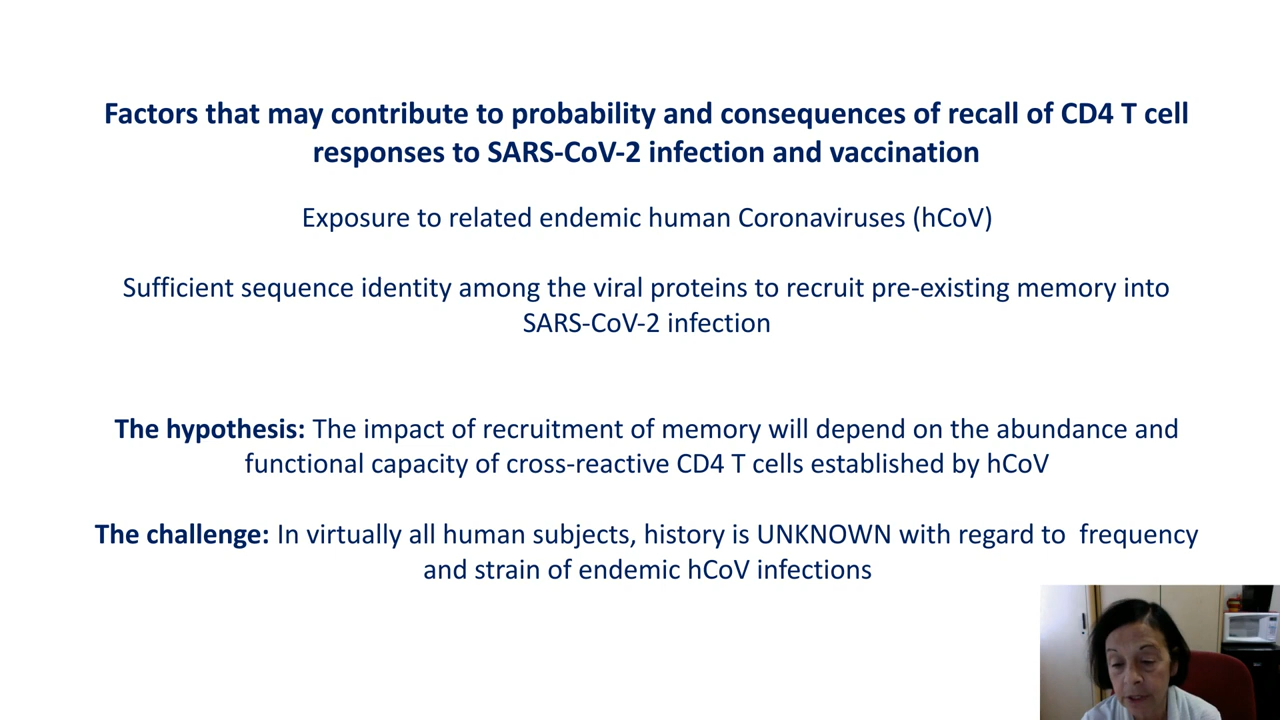 Factors that may contribute to probability and consequences of recall of CD4 T cell
responses to SARS-CoV-2 infection and vaccination
Exposure to related endemic human Coronaviruses (hCoV)
Sufficient sequence identity among the viral proteins to recruit pre-existing memory into
SARS-CoV-2 infection
The hypothesis: The impact of recruitment of memory will depend on the abundance and
functional capacity of cross-reactive CD4 T cells established by hCoV
The challenge: In virtually all human subjects, history is UNKNOWN with regard to  frequency
and strain of endemic hCoV infections